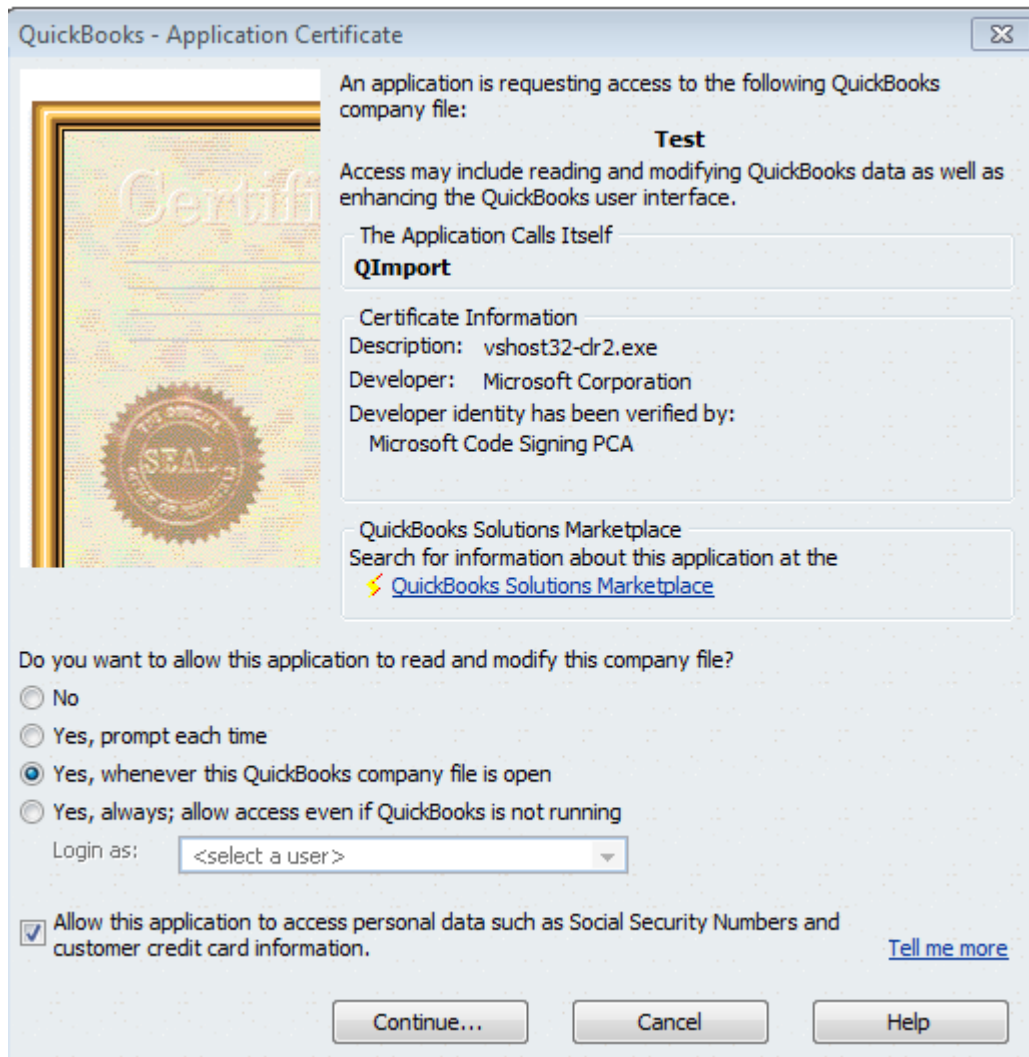 QuickBooks - Application Certificate
An application is requesting access to the following QuickBooks
company file:
Test
Access may include reading and modifying QuickBooks data as well as
enhancing the QuickBooks user interface.
The Application Calls Itself
QImport
Certificate Information
Description: vshost32-clr2.exe
Developer: Microsoft Corporation
Developer identity has been verified by:
Microsoft Code Signing PCA
QuickBooks Solutions Marketplace
Search for information about this application at the
QuickBooks Solutions Marketplace
Certifi
SEAL
Do you want to allow this application to read and modify this company file?
No
Yes, prompt each time
Yes, whenever this QuickBooks company file is open
Yes, always; allow access even if QuickBooks is not running
Login as: <select a user>
Allow this application to access personal data such as Social Security Numbers and
customer credit card information.
Tell me more
Continue... Cancel Help